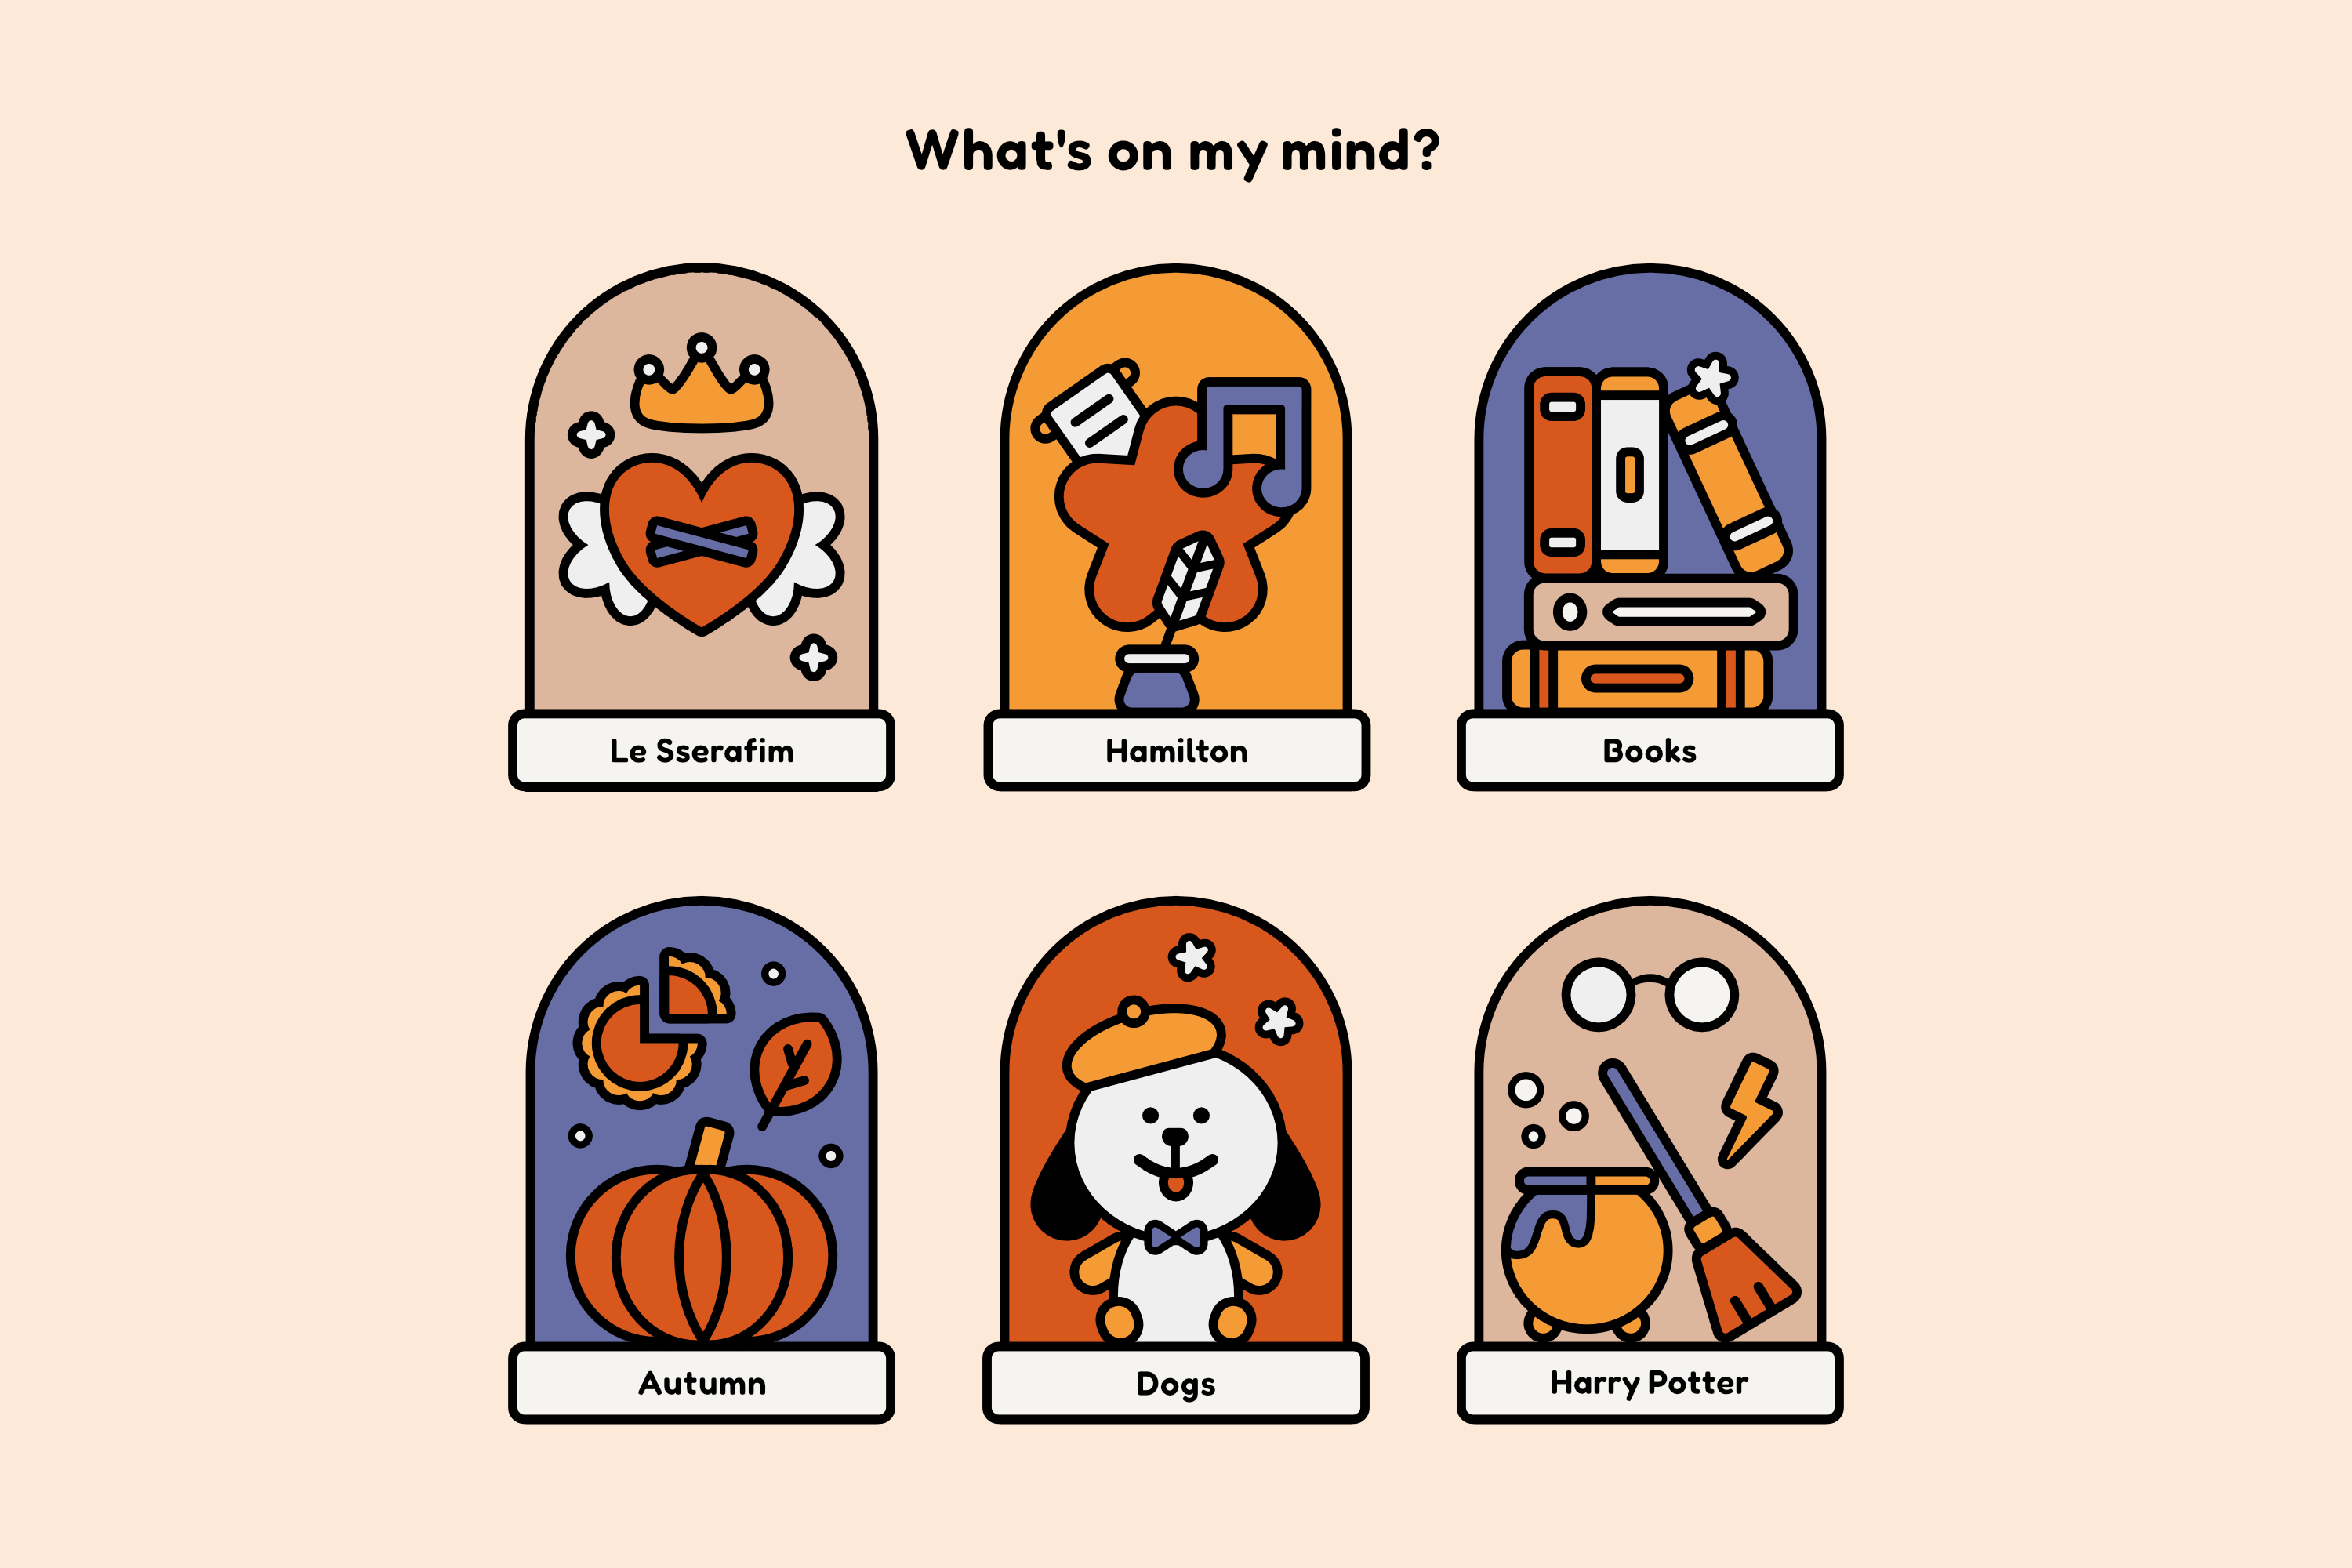 What's on my mind?
Le Sserafim
Hamilton
Books
Autumn
Dogs
Harry Potter